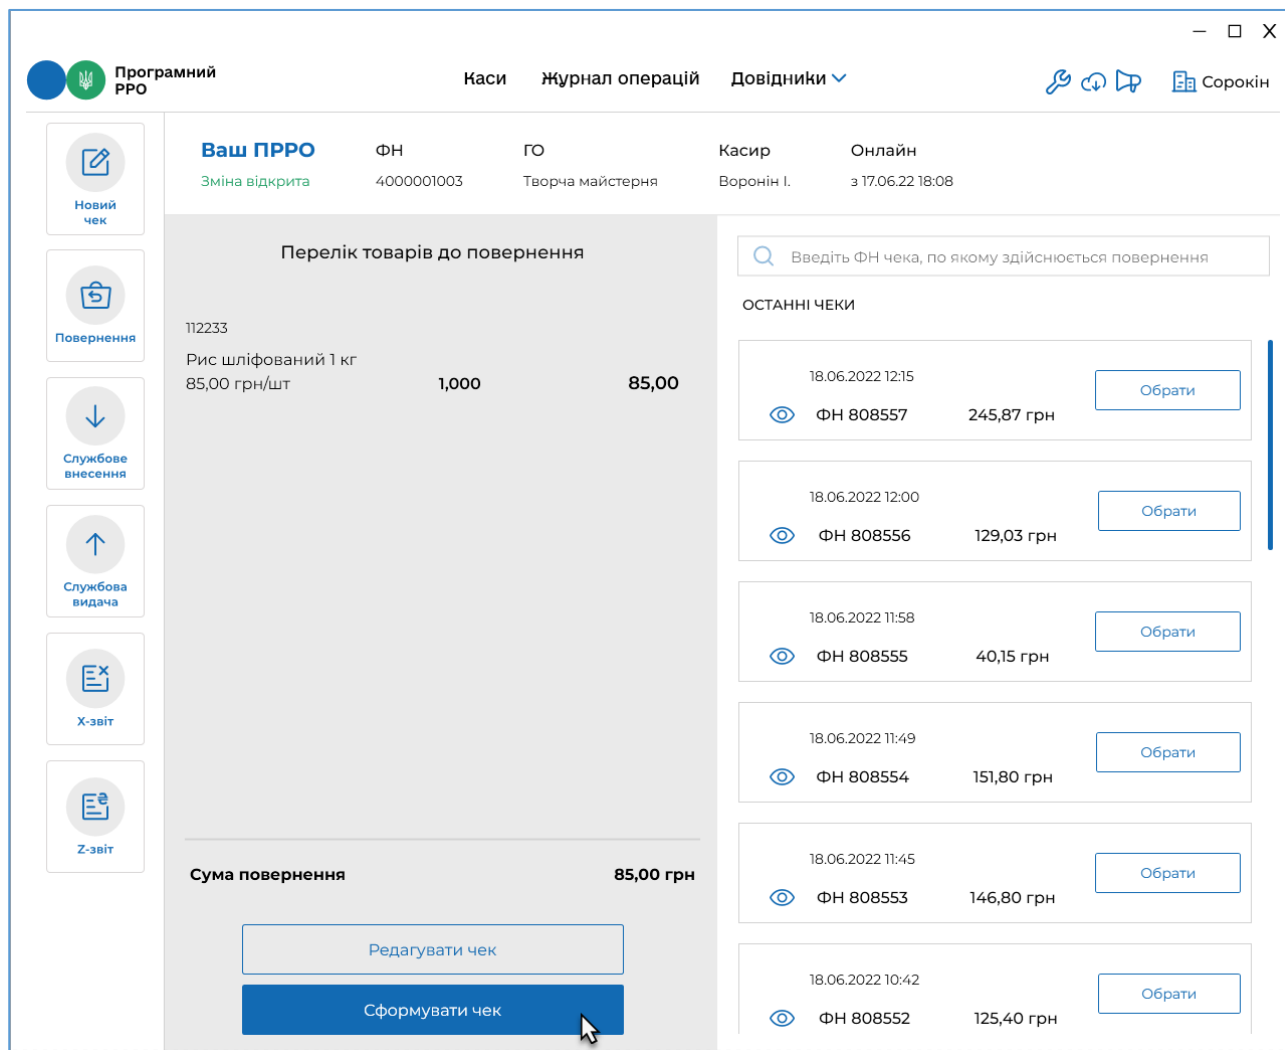 Програмний
РРО
Каси Журнал операцій Довідники
Сорокін
Новий
чек
Повернення
Службове
внесення
Службова
видача
X-звіт
Z-звіт
Ваш ПРРО ФН ГО Касир Онлайн
Зміна відкрита 4000001003 Творча майстерня Воронін І. з 17.06.22 18:08
Перелік товарів до повернення
112233
Рис шліфований 1 кг
85,00 грн/шт 1,000 85,00
Сума повернення 85,00 грн
Редагувати чек
Сформувати чек
Введіть ФН чека, по якому здійснюється повернення
ОСТАННІ ЧЕКИ
18.06.2022 12:15
ФН 808557 245,87 грн Обрати
18.06.2022 12:00
ФН 808556 129,03 грн Обрати
18.06.2022 11:58
ФН 808555 40,15 грн Обрати
18.06.2022 11:49
ФН 808554 151,80 грн Обрати
18.06.2022 11:45
ФН 808553 146,80 грн Обрати
18.06.2022 10:42
ФН 808552 125,40 грн Обрати